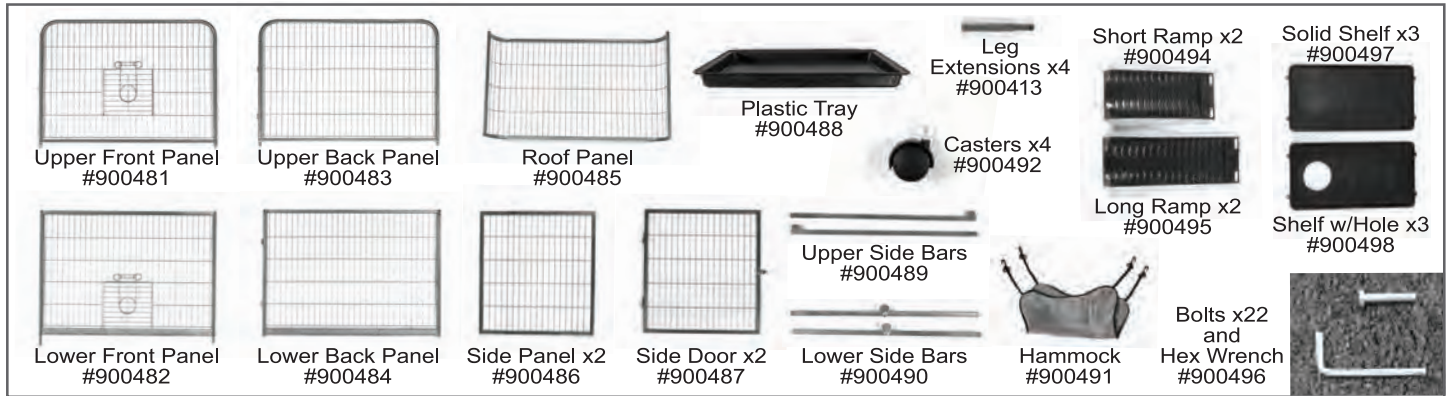 Upper Front Panel
#900481
Upper Back Panel
#900483
Roof Panel
#900485
Plastic Tray
#900488
Leg
Extensions x4
#900413
Casters x4
#900492
Short Ramp x2
#900494
Long Ramp x2
#900495
Solid Shelf x3
#900497
Shelf w/Hole x3
#900498
Lower Front Panel
#900482
Lower Back Panel
#900484
Side Panel x2
#900486
Side Door x2
#900487
Upper Side Bars
#900489
Lower Side Bars
#900490
Hammock
#900491
Bolts x22
and
Hex Wrench
#900496